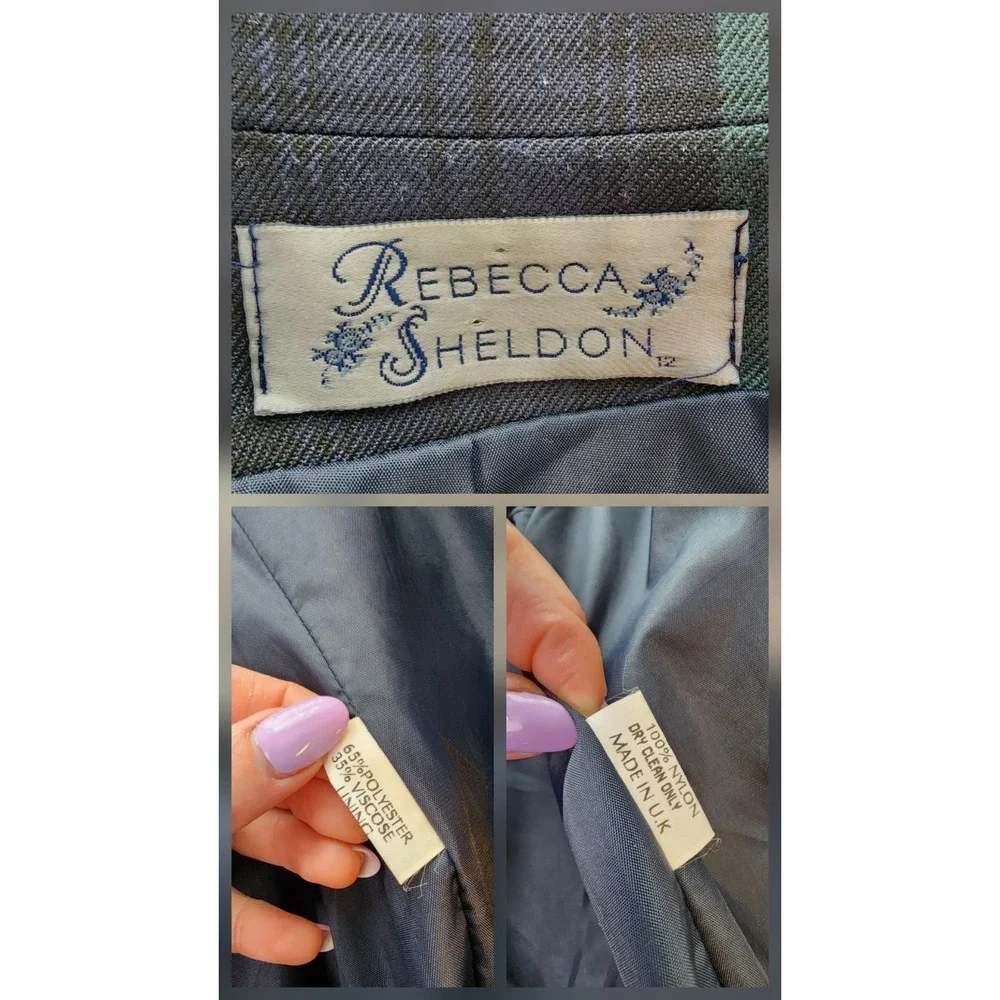 REBECCA
SHELDON
12
65%POLYESTER
35% VISCOSE
LINING
100% NYLON
DRY CLEAN ONLY
MADE IN U.K